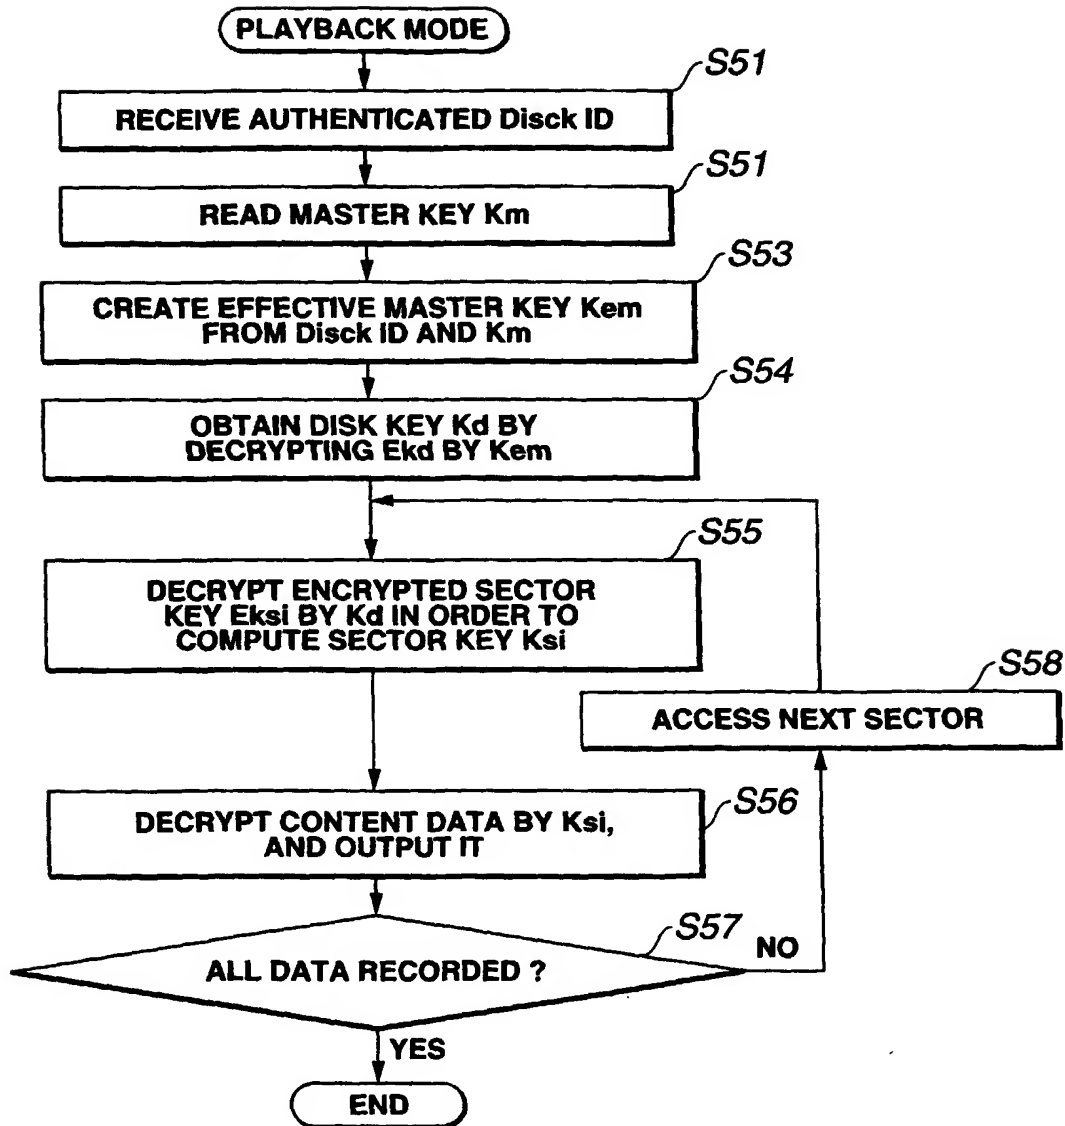 PLAYBACK MODE
S51
RECEIVE AUTHENTICATED Disck ID
S51
READ MASTER KEY Km
S53
CREATE EFFECTIVE MASTER KEY Kem
FROM Disck ID AND Km
S54
OBTAIN DISK KEY Kd BY
DECRYPTING Ekd BY Kem
S55
DECRYPT ENCRYPTED SECTOR
KEY Eksi BY Kd IN ORDER TO
COMPUTE SECTOR KEY Ksi
S58
ACCESS NEXT SECTOR
S56
DECRYPT CONTENT DATA BY Ksi,
AND OUTPUT IT
S57
NO
ALL DATA RECORDED ?
YES
END